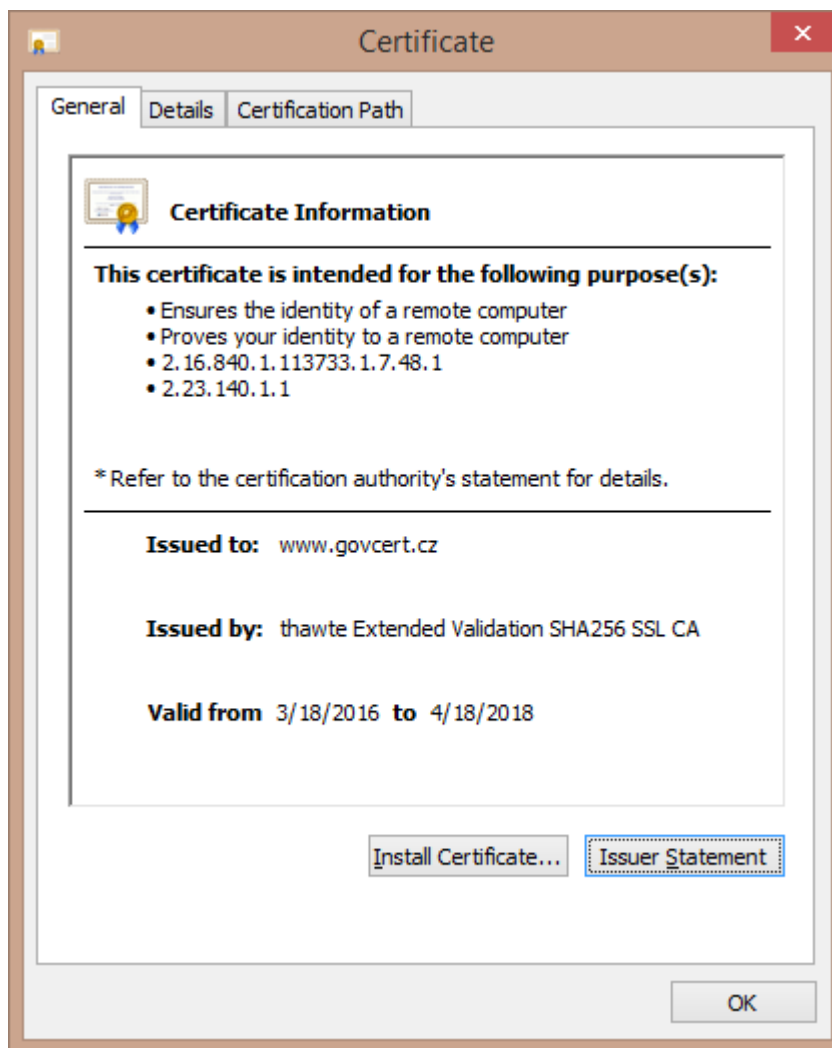 Certificate
General Details Certification Path
Certificate Information
This certificate is intended for the following purpose(s):
• Ensures the identity of a remote computer
• Proves your identity to a remote computer
• 2.16.840.1.113733.1.7.48.1
• 2.23.140.1.1
* Refer to the certification authority's statement for details.
Issued to: www.govcert.cz
Issued by: thawte Extended Validation SHA256 SSL CA
Valid from 3/18/2016 to 4/18/2018
Install Certificate... Issuer Statement
OK